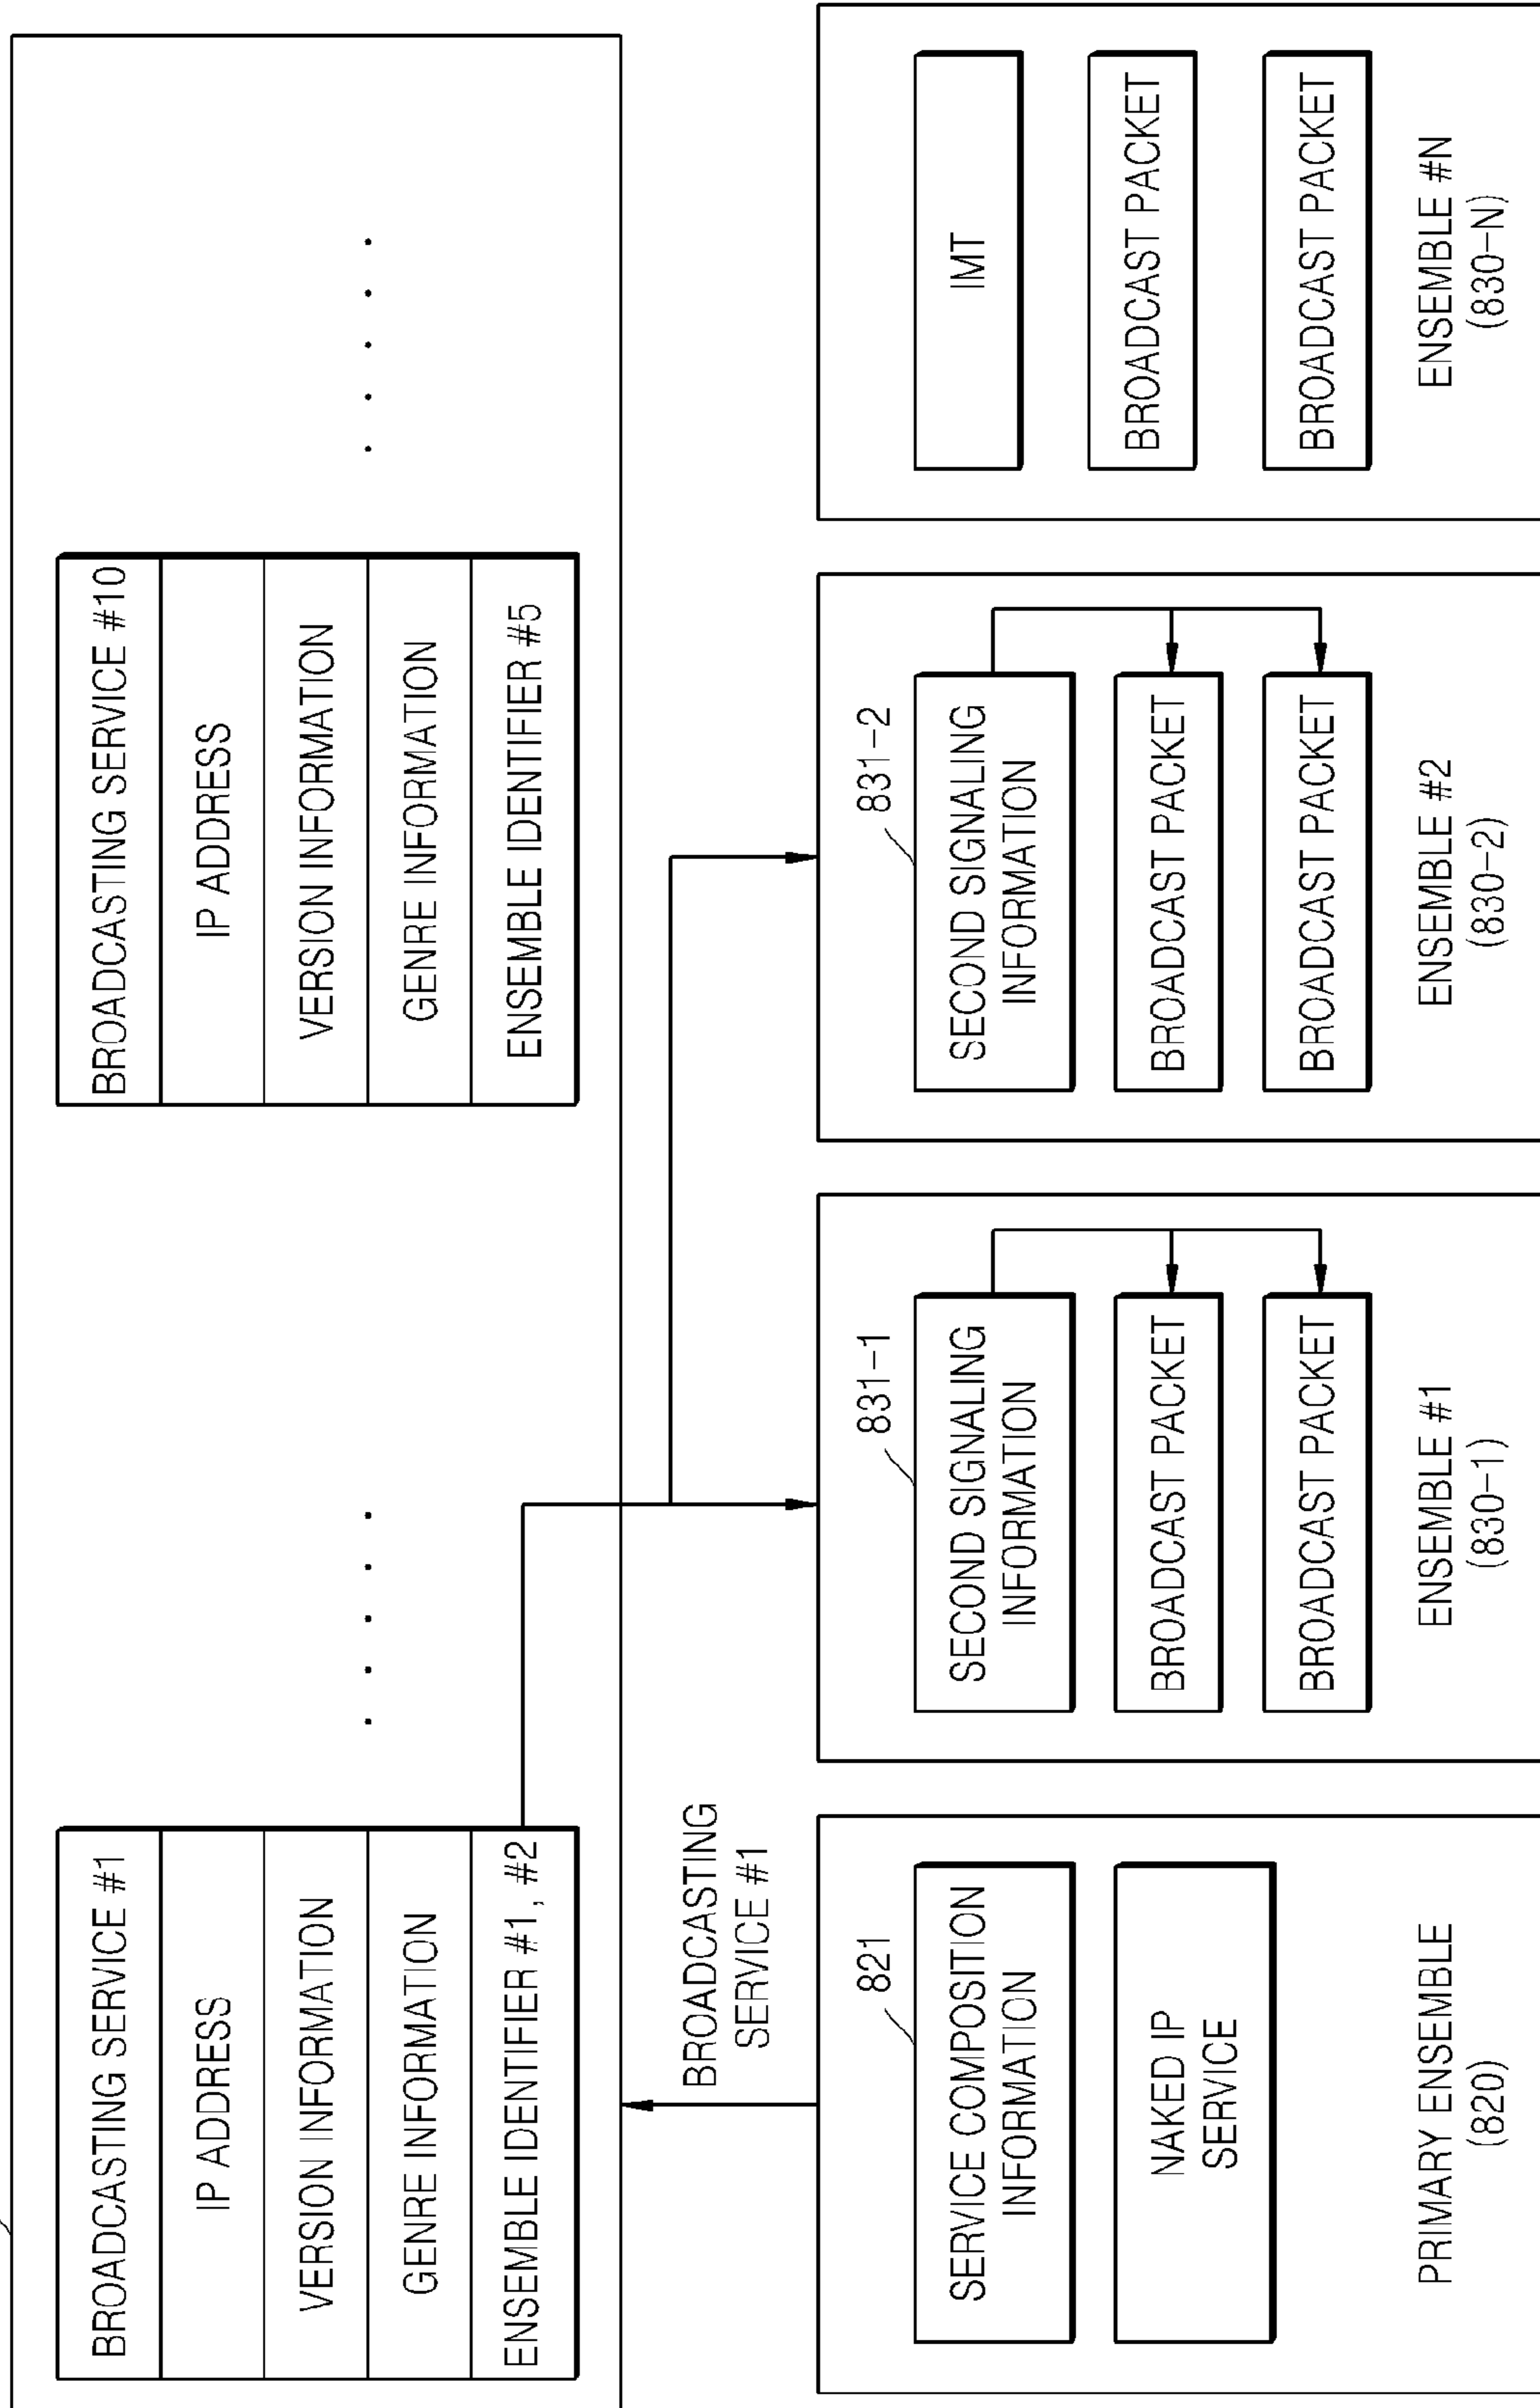 BROADCASTING SERVICE #1
IP ADDRESS
VERSION INFORMATION
GENRE INFORMATION
ENSEMBLE IDENTIFIER #1, #2
BROADCASTING SERVICE #10
IP ADDRESS
VERSION INFORMATION
GENRE INFORMATION
ENSEMBLE IDENTIFIER #5
BROADCASTING
SERVICE #1
821
SERVICE COMPOSITION
INFORMATION
NAKED IP
SERVICE
PRIMARY ENSEMBLE
(820)
831-1
SECOND SIGNALING
INFORMATION
BROADCAST PACKET
BROADCAST PACKET
ENSEMBLE #1
(830-1)
831-2
SECOND SIGNALING
INFORMATION
BROADCAST PACKET
BROADCAST PACKET
ENSEMBLE #2
(830-2)
IMT
BROADCAST PACKET
BROADCAST PACKET
ENSEMBLE #N
(830-N)